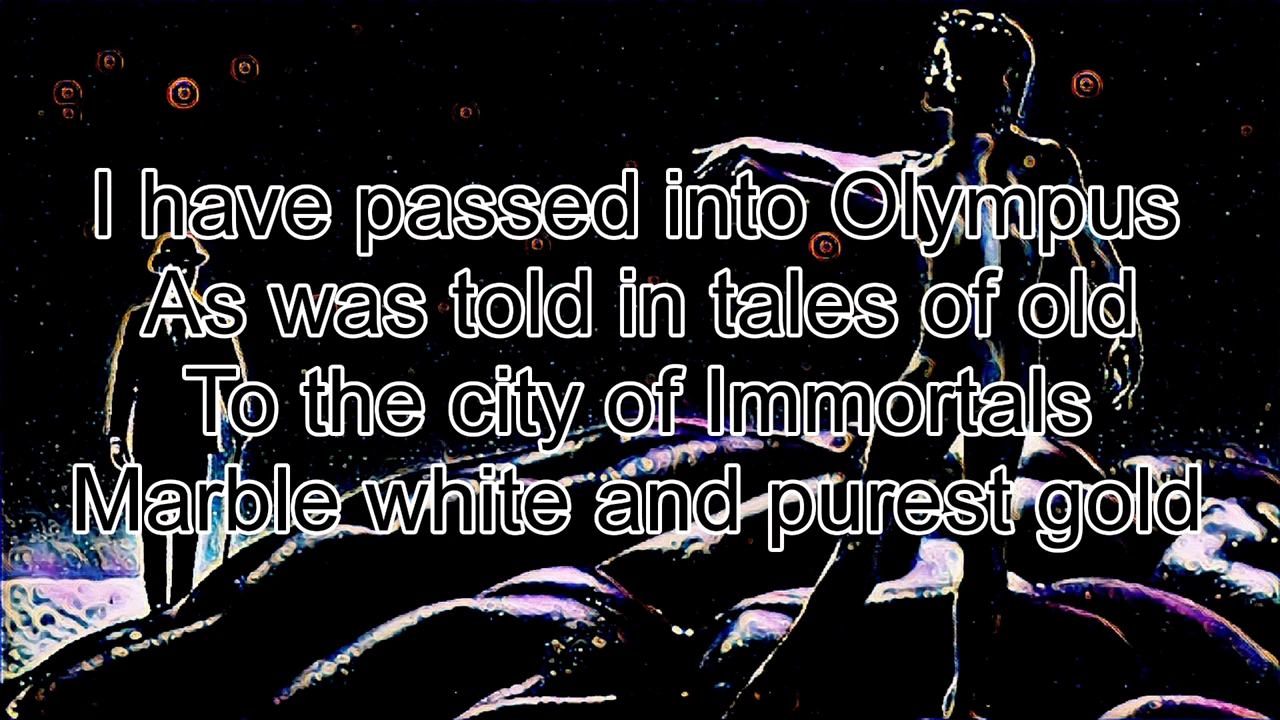 I have passed into Olympus
As was told in tales of old
To the city of Immortals
Marble white and purest gold